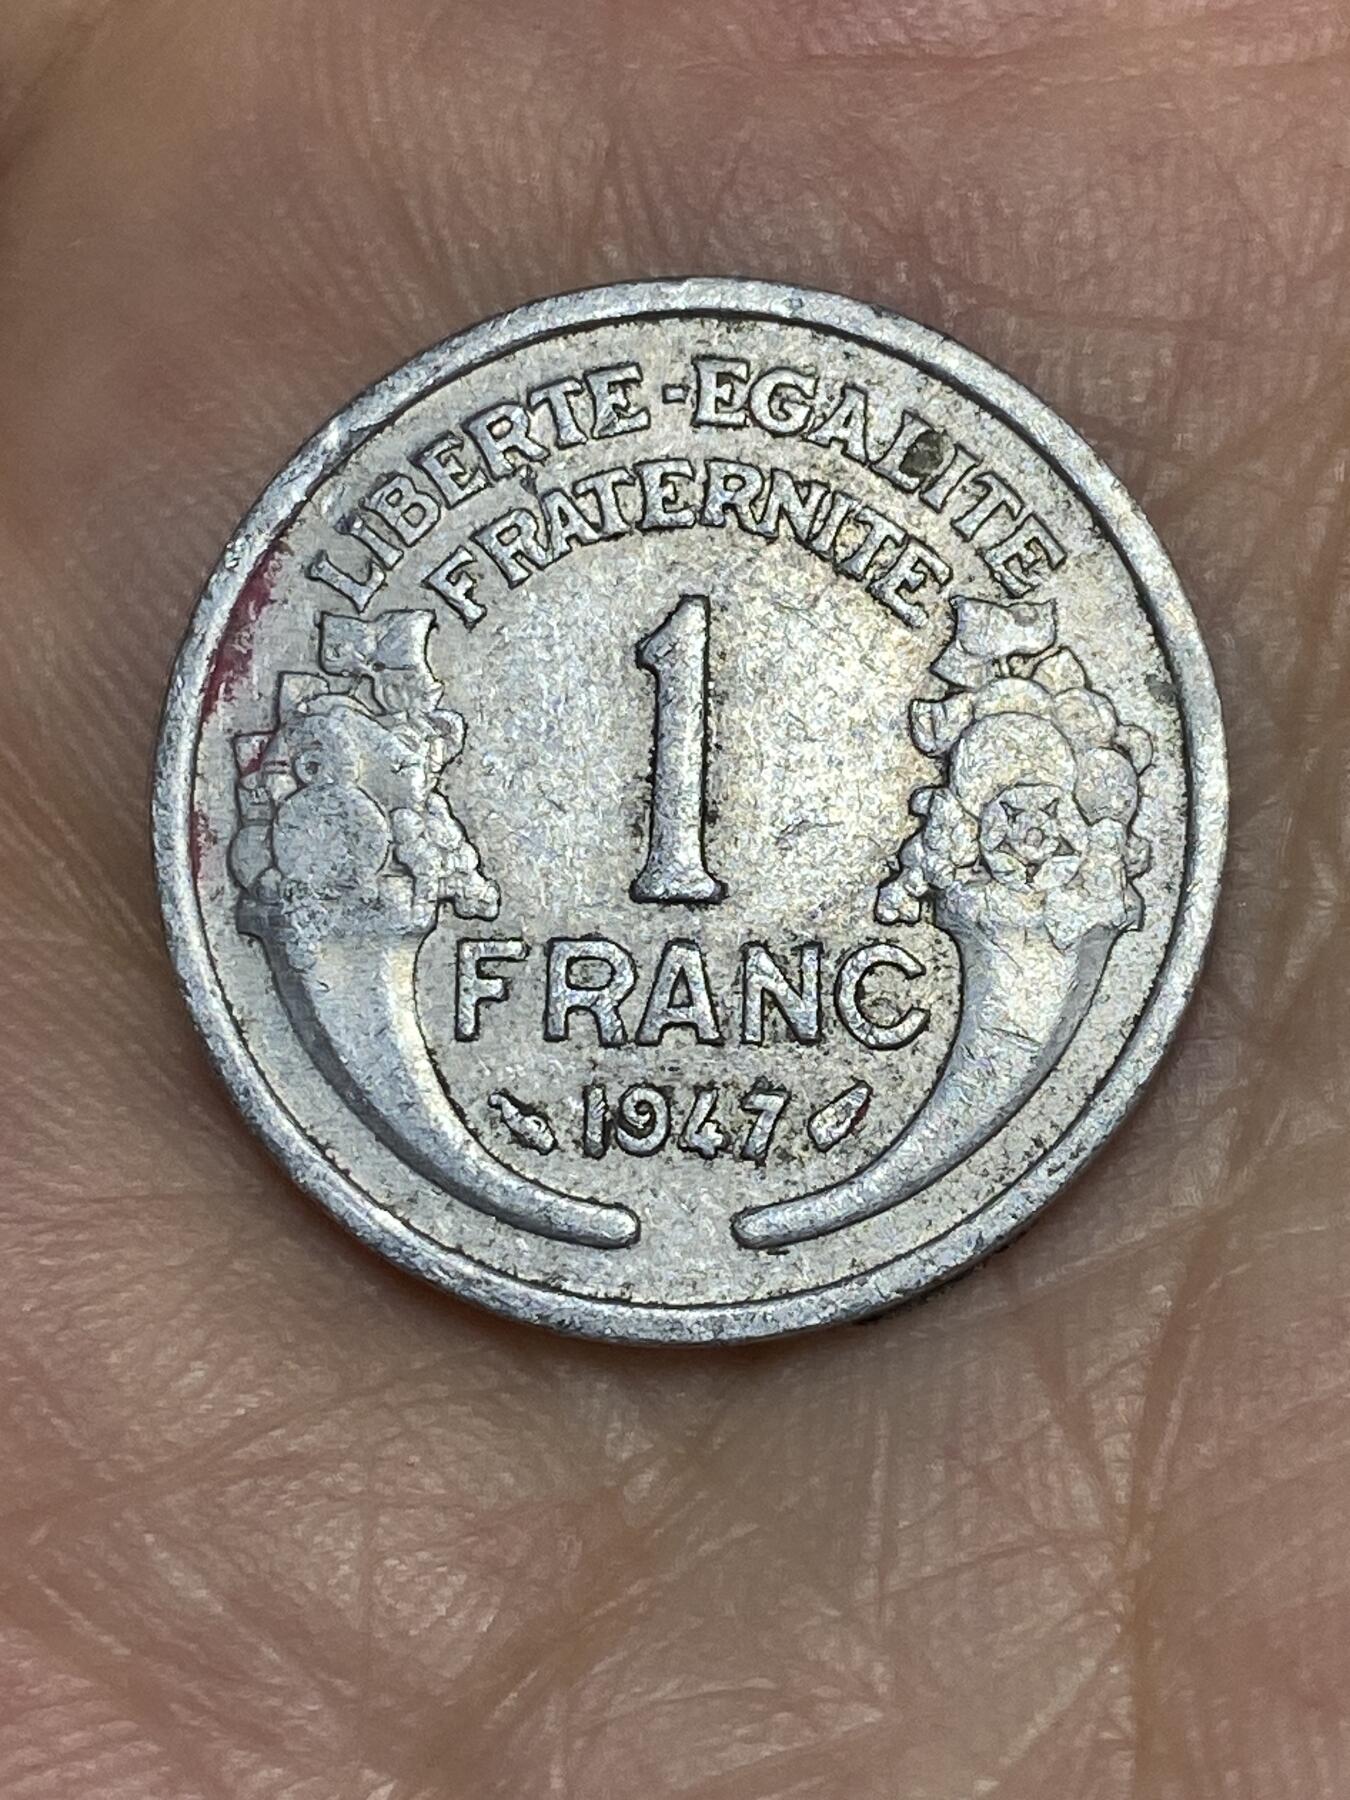 LIBERTE-EGALITE
FRATERNITE
1
FRANC
1947